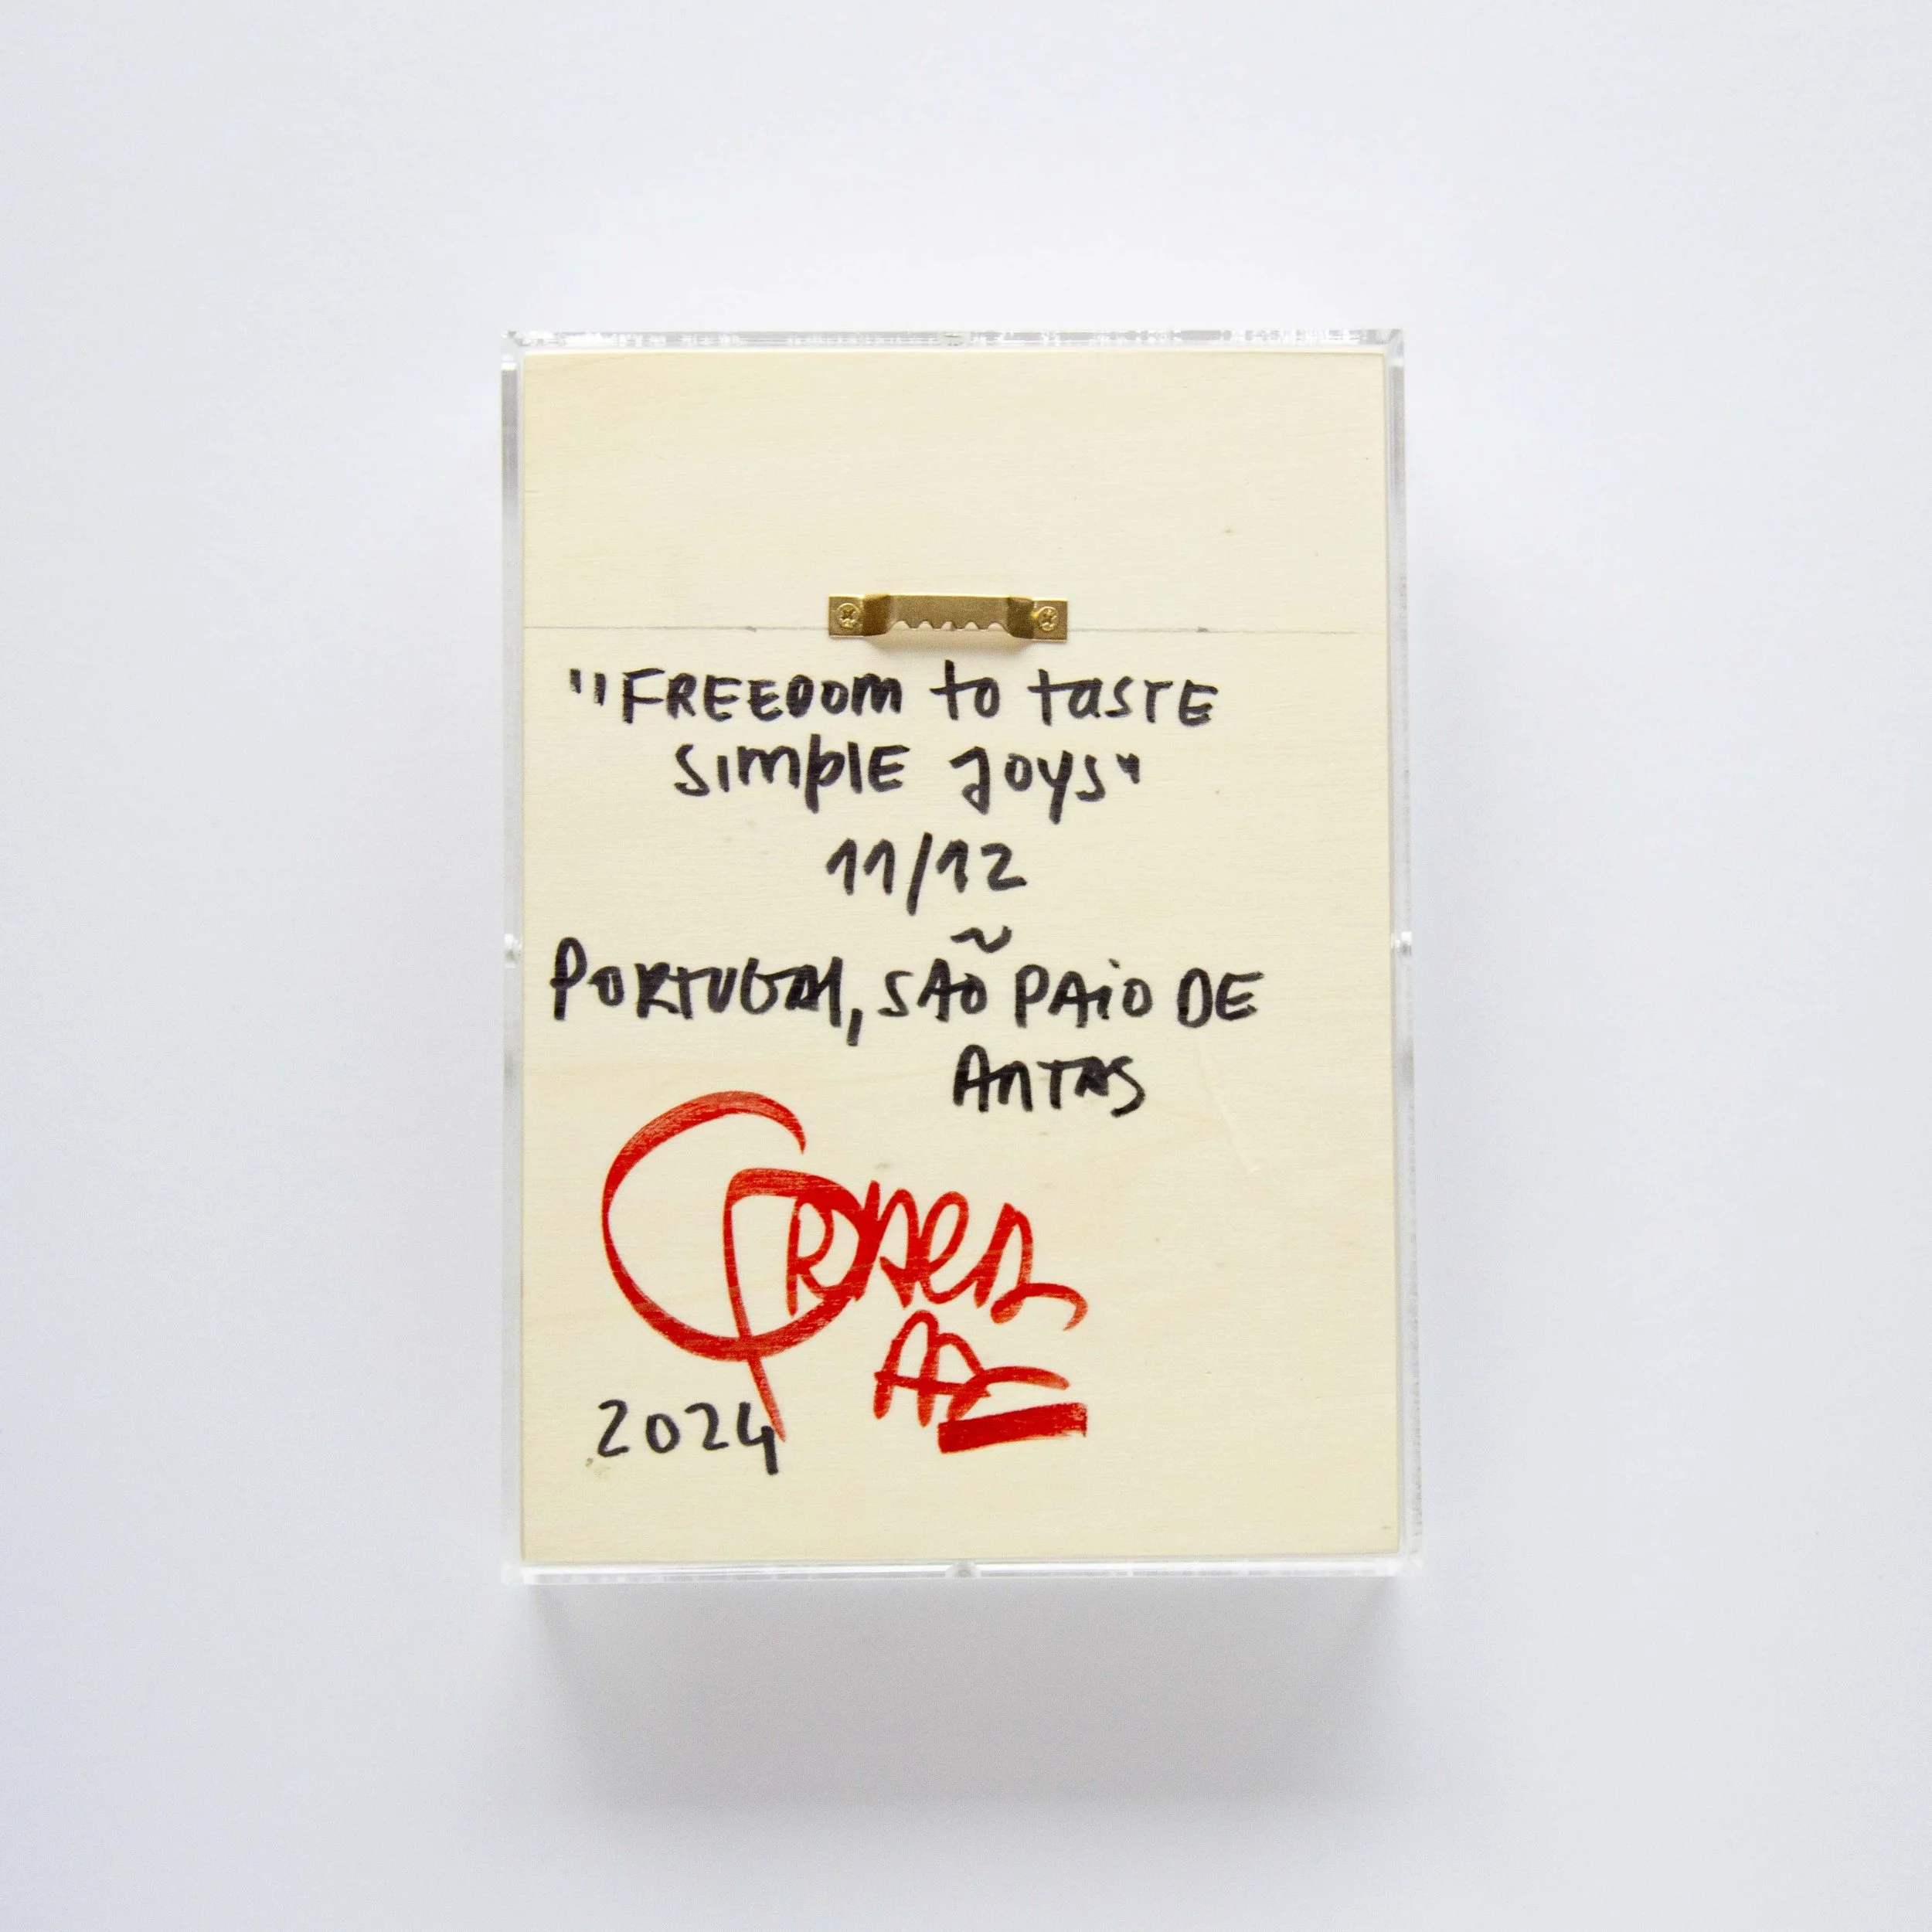 "FREEDOM to taSTE
SIMplE JOYS"
11/12
PORTUGAL, SÃO PAiO DE
ANTAS
2024